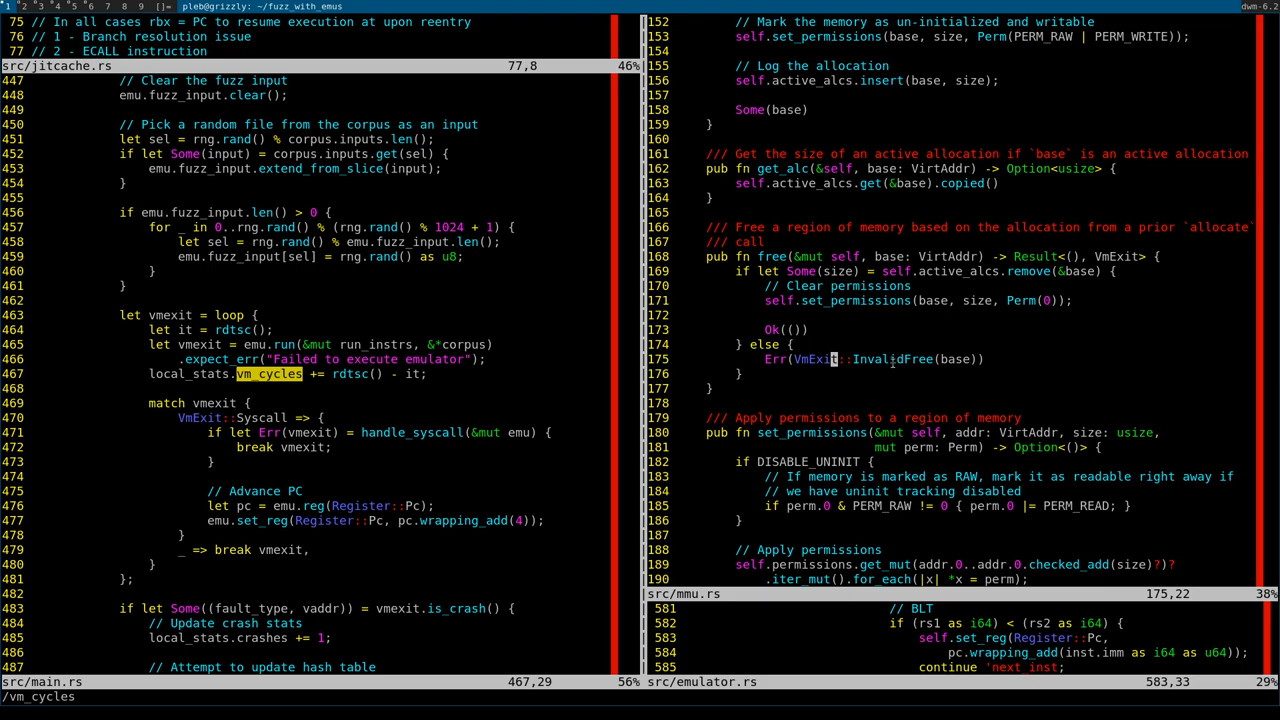 1 2 3 4 5 6 7 8 9 []= pleb@grizzly: ~/fuzz_with_emus dwm-6.2
75 // In all cases rbx = PC to resume execution at upon reentry
76 // 1 - Branch resolution issue
77 // 2 - ECALL instruction
src/jitcache.rs 77,8 46%
447 // Clear the fuzz input
448 emu.fuzz_input.clear();
449
450 // Pick a random file from the corpus as an input
451 let sel = rng.rand() % corpus.inputs.len();
452 if let Some(input) = corpus.inputs.get(sel) {
453 emu.fuzz_input.extend_from_slice(input);
454 }
455
456 if emu.fuzz_input.len() > 0 {
457 for _ in 0..rng.rand() % (rng.rand() % 1024 + 1) {
458 let sel = rng.rand() % emu.fuzz_input.len();
459 emu.fuzz_input[sel] = rng.rand() as u8;
460 }
461 }
462
463 let vmexit = loop {
464 let it = rdtsc();
465 let vmexit = emu.run(&mut run_instrs, &*corpus)
466 .expect_err("Failed to execute emulator");
467 local_stats.vm_cycles += rdtsc() - it;
468
469 match vmexit {
470 VmExit::Syscall => {
471 if let Err(vmexit) = handle_syscall(&mut emu) {
472 break vmexit;
473 }
474
475 // Advance PC
476 let pc = emu.reg(Register::Pc);
477 emu.set_reg(Register::Pc, pc.wrapping_add(4));
478 }
479 _ => break vmexit,
480 }
481 };
482
483 if let Some((fault_type, vaddr)) = vmexit.is_crash() {
484 // Update crash stats
485 local_stats.crashes += 1;
486
487 // Attempt to update hash table
src/main.rs 467,29 56%
/vm_cycles
152 // Mark the memory as un-initialized and writable
153 self.set_permissions(base, size, Perm(PERM_RAW | PERM_WRITE));
154
155 // Log the allocation
156 self.active_alcs.insert(base, size);
157
158 Some(base)
159 }
160
161 /// Get the size of an active allocation if `base` is an active allocation
162 pub fn get_alc(&self, base: VirtAddr) -> Option<usize> {
163 self.active_alcs.get(&base).copied()
164 }
165
166 /// Free a region of memory based on the allocation from a prior `allocate`
167 /// call
168 pub fn free(&mut self, base: VirtAddr) -> Result<(), VmExit> {
169 if let Some(size) = self.active_alcs.remove(&base) {
170 // Clear permissions
171 self.set_permissions(base, size, Perm(0));
172
173 Ok(())
174 } else {
175 Err(VmExit::InvalidFree(base))
176 }
177 }
178
179 /// Apply permissions to a region of memory
180 pub fn set_permissions(&mut self, addr: VirtAddr, size: usize,
181 mut perm: Perm) -> Option<()> {
182 if DISABLE_UNINIT {
183 // If memory is marked as RAW, mark it as readable right away if
184 // we have uninit tracking disabled
185 if perm.0 & PERM_RAW != 0 { perm.0 |= PERM_READ; }
186 }
187
188 // Apply permissions
189 self.permissions.get_mut(addr.0..addr.0.checked_add(size)?)?
190 .iter_mut().for_each(|x| *x = perm);
src/mmu.rs 175,22 38%
581 // BLT
582 if (rs1 as i64) < (rs2 as i64) {
583 self.set_reg(Register::Pc,
584 pc.wrapping_add(inst.imm as i64 as u64));
585 continue 'next_inst;
src/emulator.rs 583,33 29%